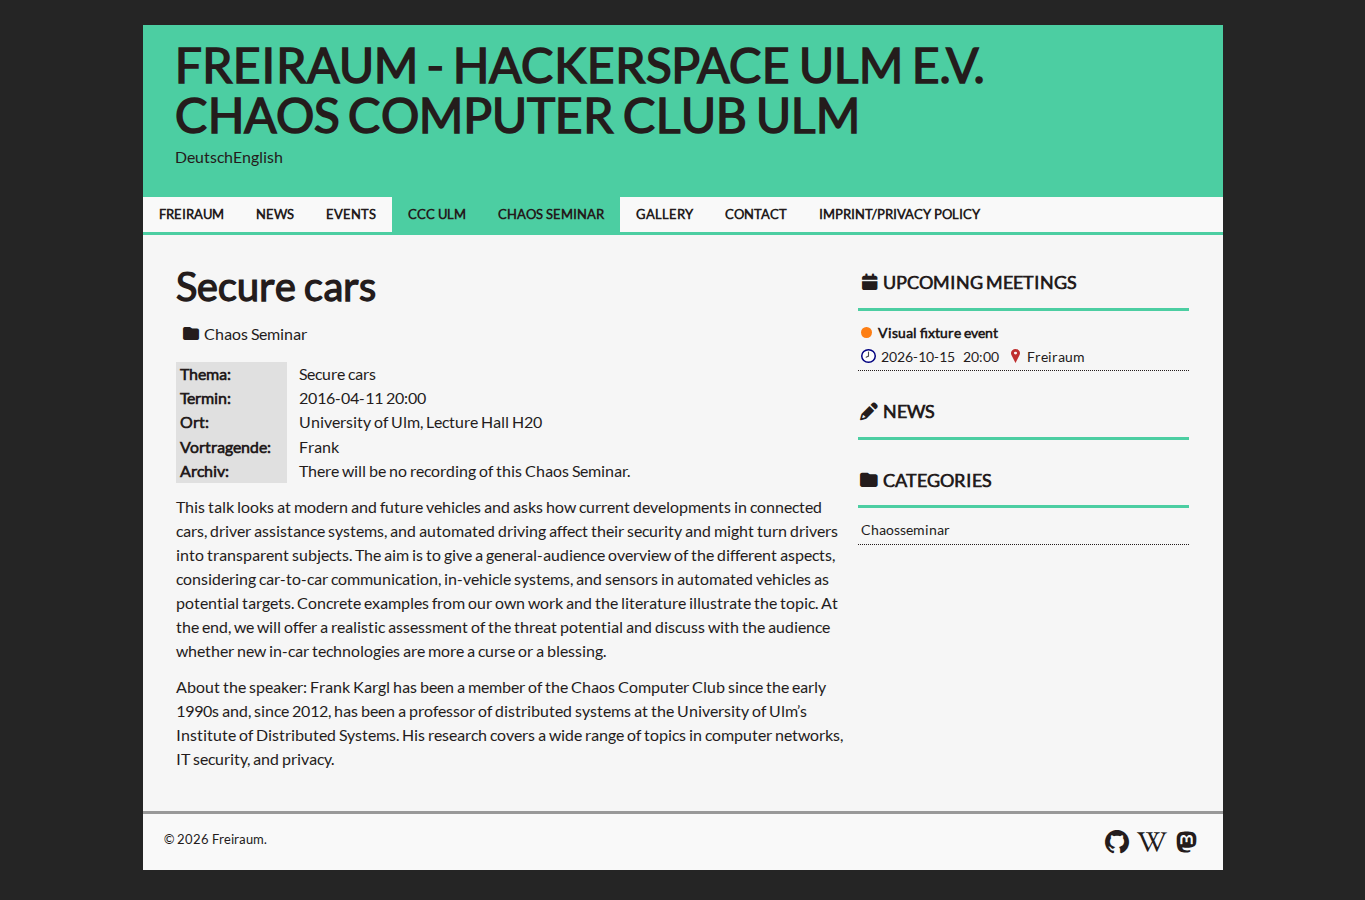 FREIRAUM - HACKERSPACE ULM E.V.
CHAOS COMPUTER CLUB ULM
DeutschEnglish
FREIRAUM NEWS EVENTS CCC ULM CHAOS SEMINAR GALLERY CONTACT IMPRINT/PRIVACY POLICY
Secure cars
Chaos Seminar
Thema: Secure cars
Termin: 2016-04-11 20:00
Ort: University of Ulm, Lecture Hall H20
Vortragende: Frank
Archiv: There will be no recording of this Chaos Seminar.
This talk looks at modern and future vehicles and asks how current developments in connected
cars, driver assistance systems, and automated driving affect their security and might turn drivers
into transparent subjects. The aim is to give a general-audience overview of the different aspects,
considering car-to-car communication, in-vehicle systems, and sensors in automated vehicles as
potential targets. Concrete examples from our own work and the literature illustrate the topic. At
the end, we will offer a realistic assessment of the threat potential and discuss with the audience
whether new in-car technologies are more a curse or a blessing.
About the speaker: Frank Kargl has been a member of the Chaos Computer Club since the early
1990s and, since 2012, has been a professor of distributed systems at the University of Ulm’s
Institute of Distributed Systems. His research covers a wide range of topics in computer networks,
IT security, and privacy.
UPCOMING MEETINGS
Visual fixture event
2026-10-15 20:00 Freiraum
NEWS
CATEGORIES
Chaosseminar
© 2026 Freiraum.